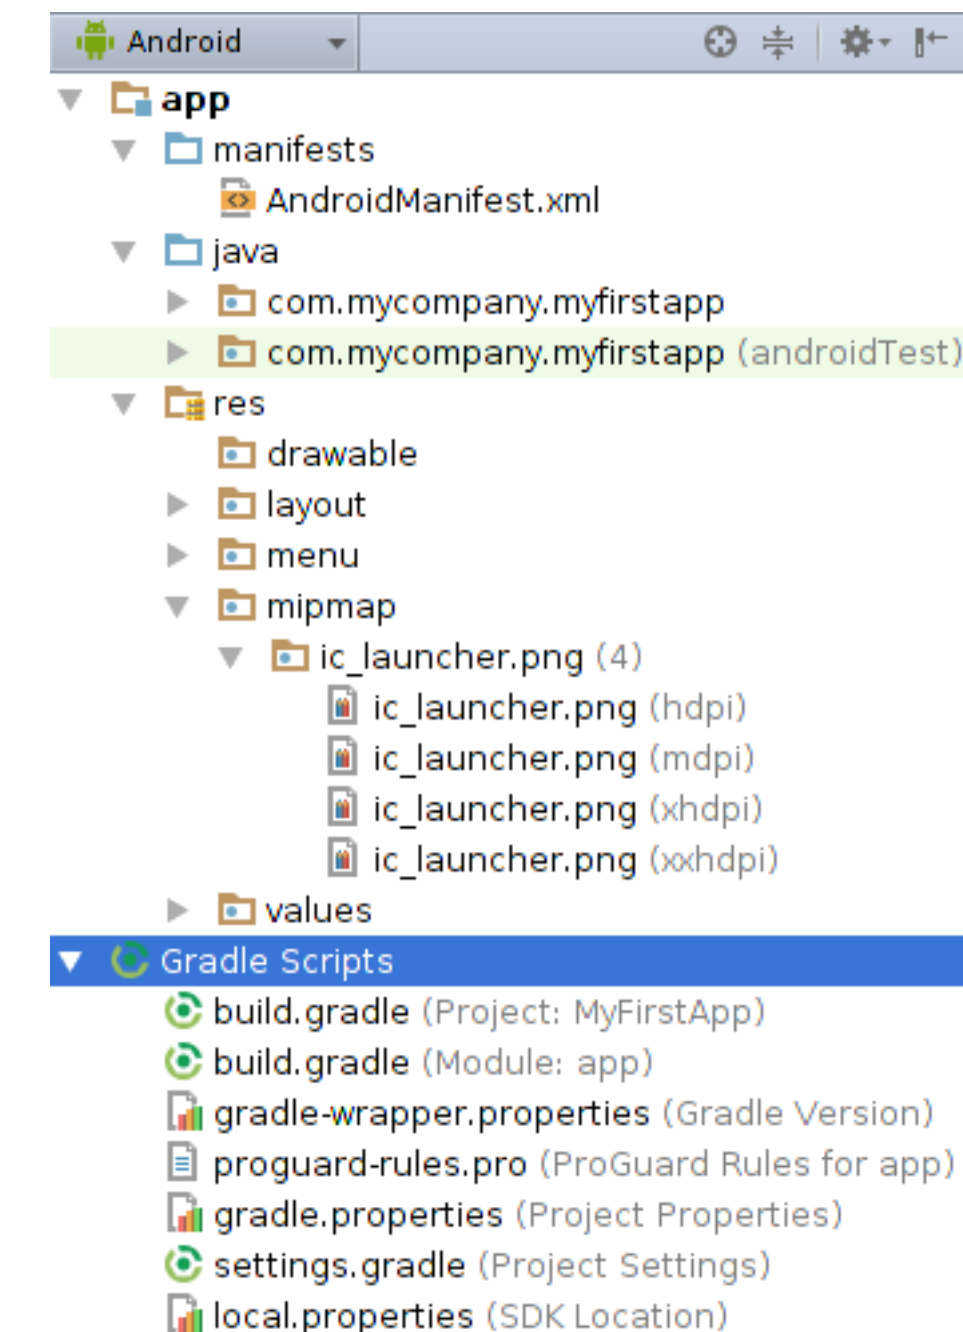 Android
app
manifests
AndroidManifest.xml
java
com.mycompany.myfirstapp
com.mycompany.myfirstapp (androidTest)
res
drawable
layout
menu
mipmap
ic_launcher.png (4)
ic_launcher.png (hdpi)
ic_launcher.png (mdpi)
ic_launcher.png (xhdpi)
ic_launcher.png (xxhdpi)
values
Gradle Scripts
build.gradle (Project: MyFirstApp)
build.gradle (Module: app)
gradle-wrapper.properties (Gradle Version)
proguard-rules.pro (ProGuard Rules for app)
gradle.properties (Project Properties)
settings.gradle (Project Settings)
local.properties (SDK Location)